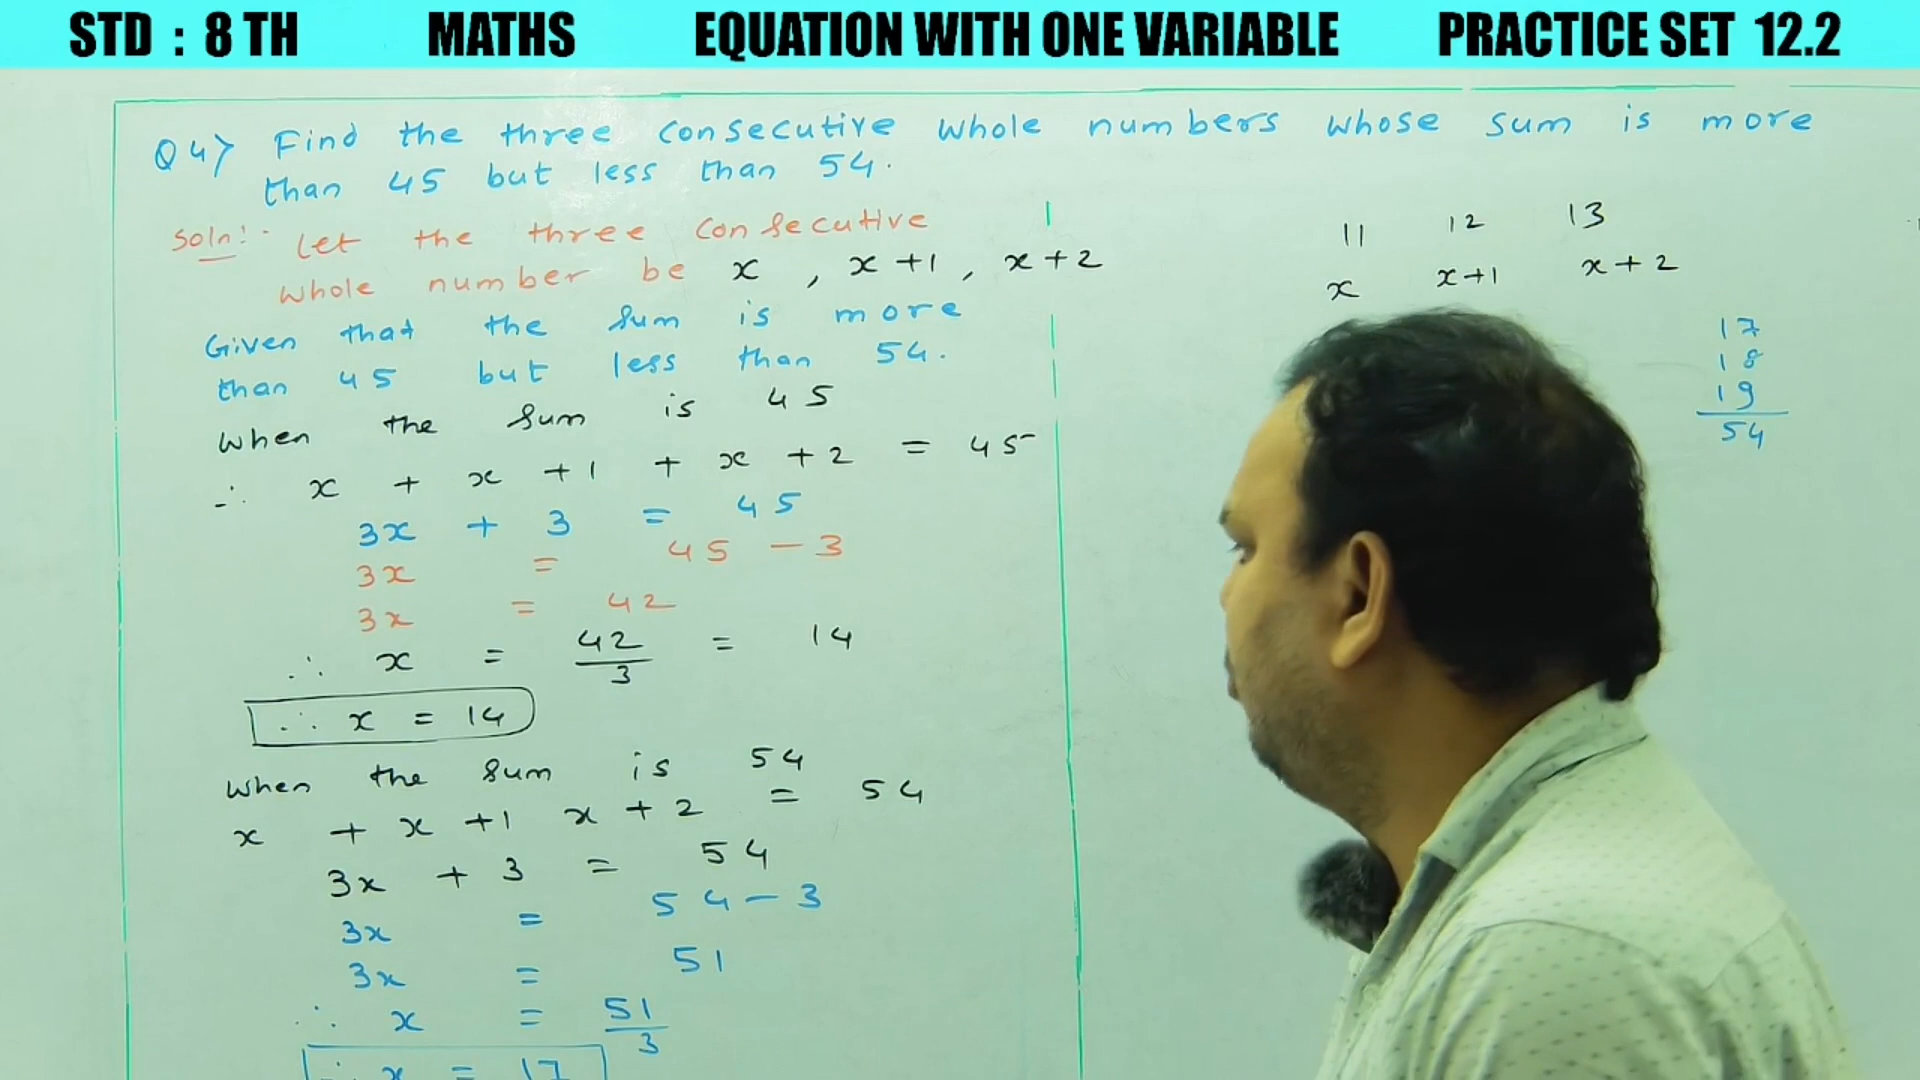 STD : 8 TH MATHS EQUATION WITH ONE VARIABLE PRACTICE SET 12.2
Q4) Find the three consecutive whole numbers whose sum is more
than 45 but less than 54.
Soln:- Let the three consecutive
whole number be x , x+1 , x+2
Given that the sum is more
than 45 but less than 54.
When the sum is 45
∴ x + x +1 + x +2 = 45
3x + 3 = 45
3x = 45 - 3
3x = 42
∴ x = 42/3 = 14
∴ x = 14
When the sum is 54
x + x +1 x + 2 = 54
3x + 3 = 54
3x = 54 - 3
3x = 51
∴ x = 51/3
∴ x = 17
11 12 13
x x+1 x+2
17
18
19
54